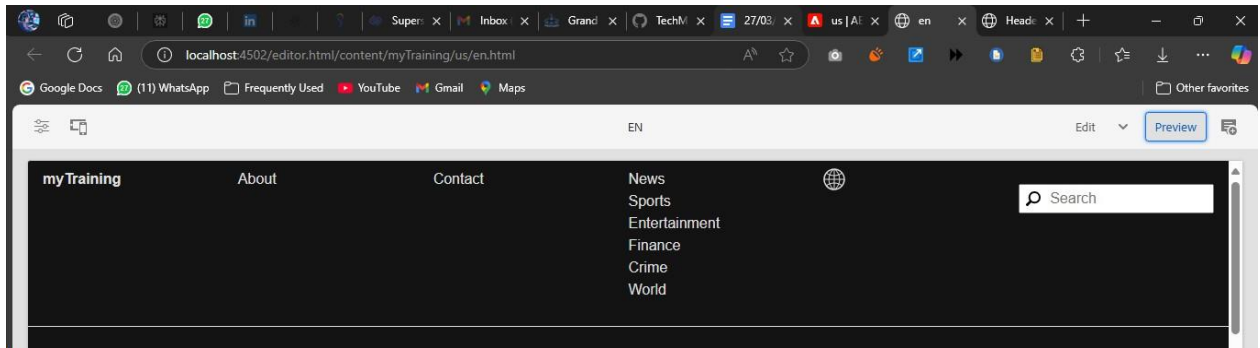 Supers Inbox Grand TechM 27/03/ us | AE en Heade
localhost:4502/editor.html/content/myTraining/us/en.html
Google Docs (11) WhatsApp Frequently Used YouTube Gmail Maps Other favorites
EN Edit Preview
myTraining About Contact News
Search
Sports
Entertainment
Finance
Crime
World